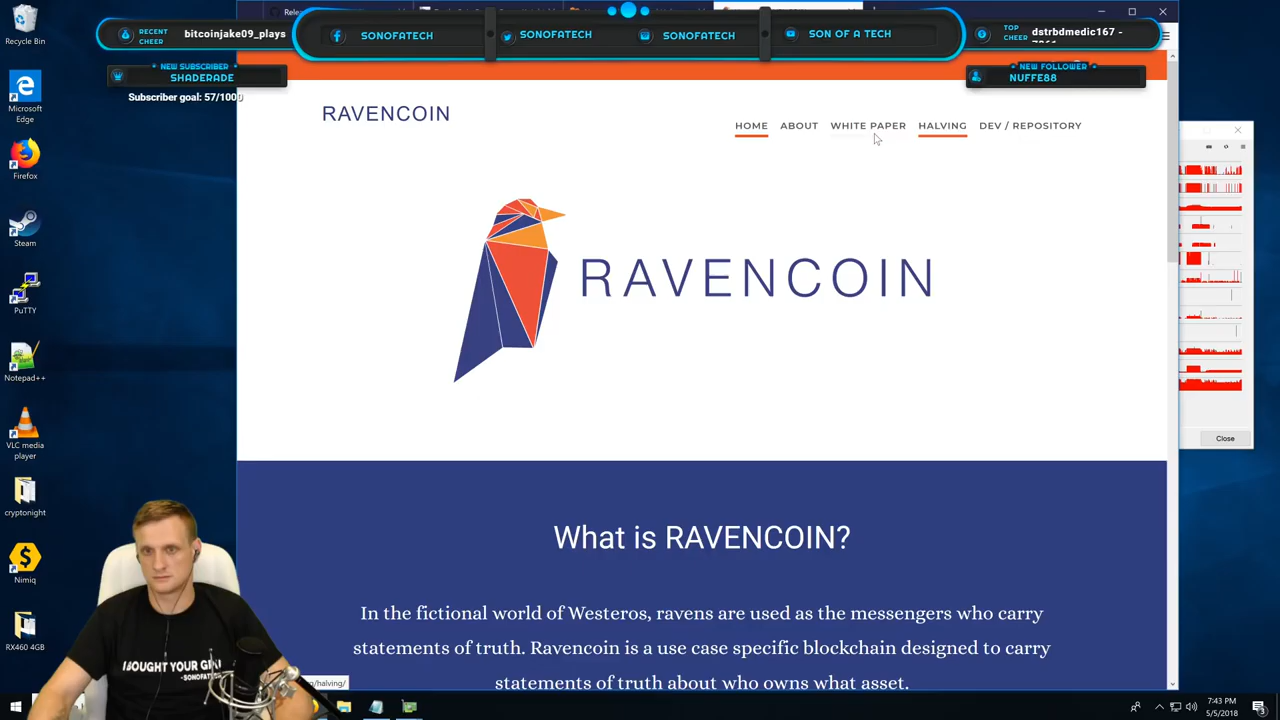 Recycle Bin
Microsoft Edge
Firefox
Steam
PuTTY
Notepad++
VLC media player
cryptonight
Nimiq
RX460 4GB
RECENT CHEER
bitcoinjake09_plays
SONOFATECH
SONOFATECH
SONOFATECH
SON OF A TECH
TOP CHEER
dstrbdmedic167 -
NEW SUBSCRIBER
SHADERADE
Subscriber goal: 57/1000
NEW FOLLOWER
NUFFE88
RAVENCOIN
HOME ABOUT WHITE PAPER HALVING DEV / REPOSITORY
RAVENCOIN
What is RAVENCOIN?
In the fictional world of Westeros, ravens are used as the messengers who carry
statements of truth. Ravencoin is a use case specific blockchain designed to carry
statements of truth about who owns what asset.
Close
-SONOFATECH
g/halving/
7:43 PM
5/5/2018